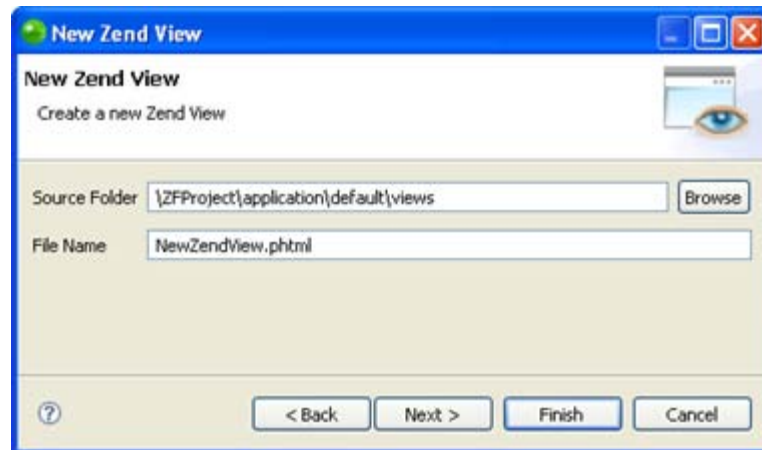 New Zend View
New Zend View
Create a new Zend View
Source Folder \ZFProject\application\default\views Browse
File Name NewZendView.phtml
? < Back Next > Finish Cancel